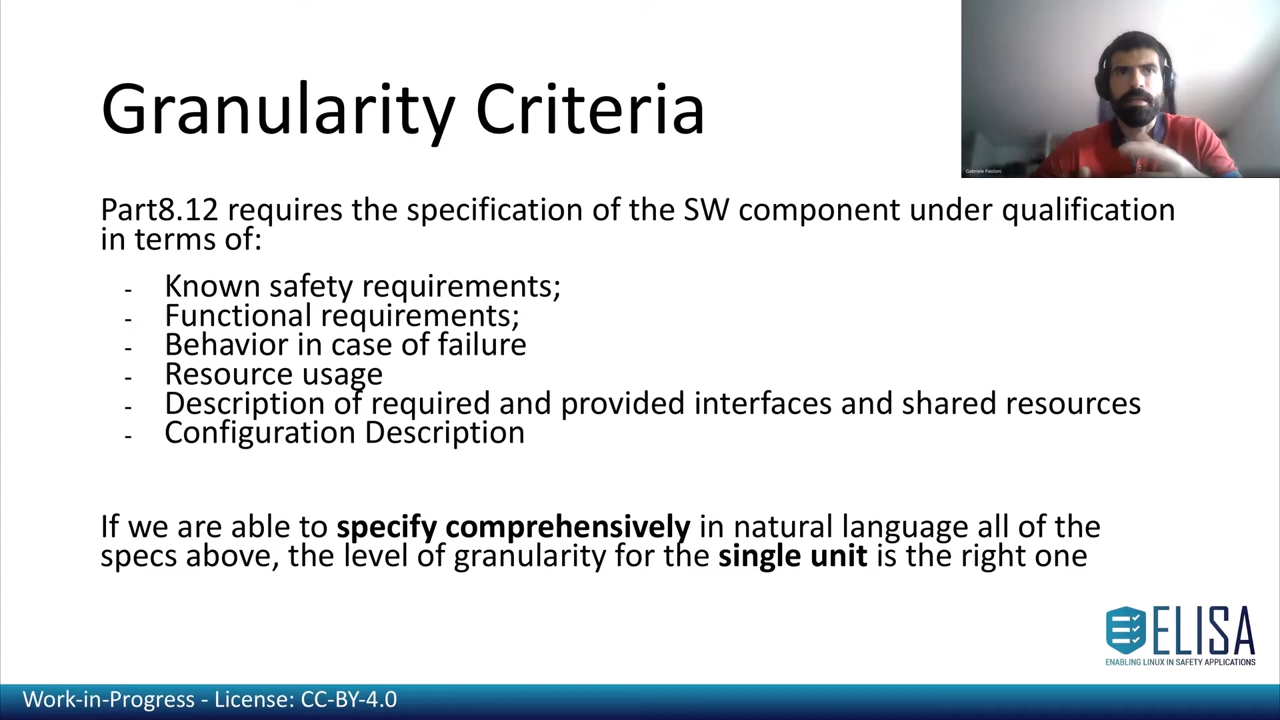 Granularity Criteria
Gabriele Paoloni
Part8.12 requires the specification of the SW component under qualification
in terms of:
- Known safety requirements;
- Functional requirements;
- Behavior in case of failure
- Resource usage
- Description of required and provided interfaces and shared resources
- Configuration Description
If we are able to specify comprehensively in natural language all of the
specs above, the level of granularity for the single unit is the right one
ELISA
ENABLING LINUX IN SAFETY APPLICATIONS
Work-in-Progress - License: CC-BY-4.0